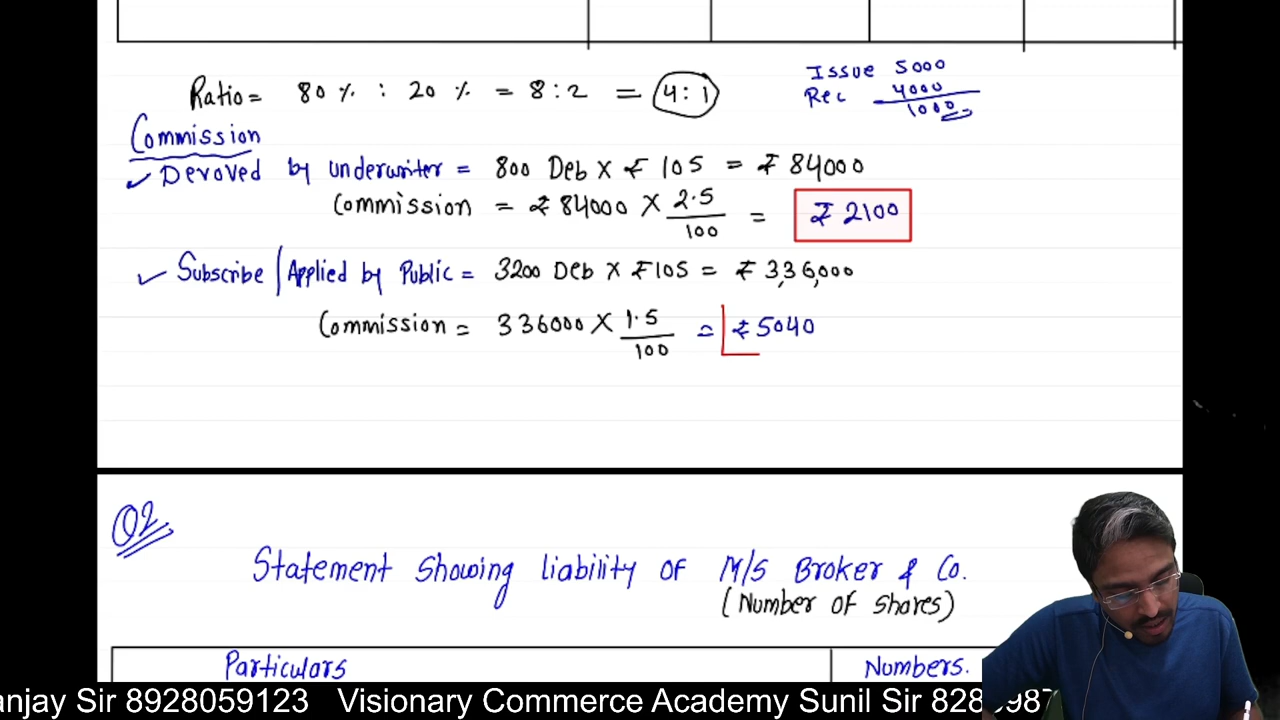 Ratio = 80 % : 20 % = 8 : 2 = 4 : 1
Issue 5000
Rec 4000
1000
Commission
✓ Devoved by underwriter = 800 Deb × ₹ 105 = ₹ 84000
Commission = ₹ 84000 × 2.5/100 = ₹ 2100
✓ Subscribe / Applied by Public = 3200 Deb × ₹105 = ₹ 3,36,000
Commission = 336000 × 1.5/100 = ₹5040
Q2
Statement Showing liability OF M/S Broker & Co.
(Number OF Shares)
Particulars Numbers.
anjay Sir 8928059123 Visionary Commerce Academy Sunil Sir 828 987